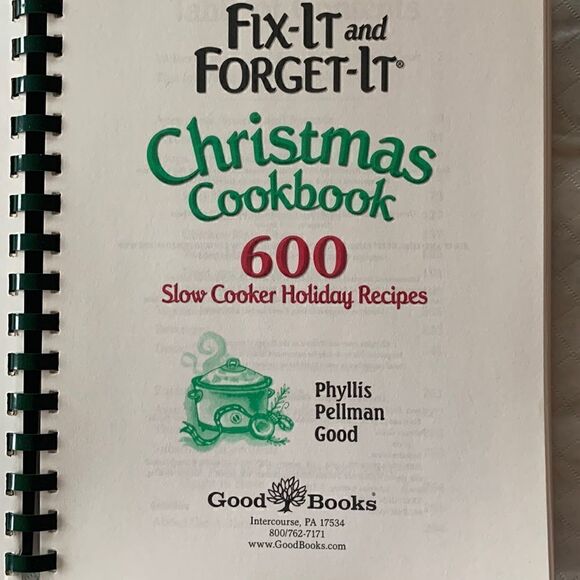 FIX-IT and
FORGET-IT®
Christmas
Cookbook
600
Slow Cooker Holiday Recipes
Phyllis
Pellman
Good
Good Books®
Intercourse, PA 17534
800/762-7171
www.GoodBooks.com